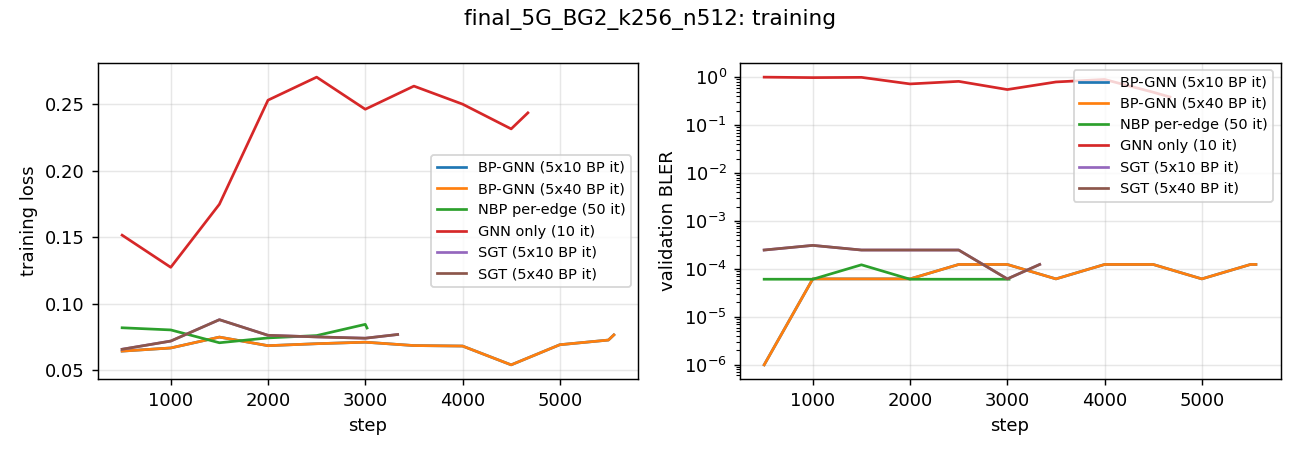 final_5G_BG2_k256_n512: training
training loss
0.25
0.20
0.15
0.10
0.05
1000
2000
3000
4000
5000
step
BP-GNN (5x10 BP it)
BP-GNN (5x40 BP it)
NBP per-edge (50 it)
GNN only (10 it)
SGT (5x10 BP it)
SGT (5x40 BP it)
validation BLER
10^0
10^-1
10^-2
10^-3
10^-4
10^-5
10^-6
1000
2000
3000
4000
5000
step
BP-GNN (5x10 BP it)
BP-GNN (5x40 BP it)
NBP per-edge (50 it)
GNN only (10 it)
SGT (5x10 BP it)
SGT (5x40 BP it)